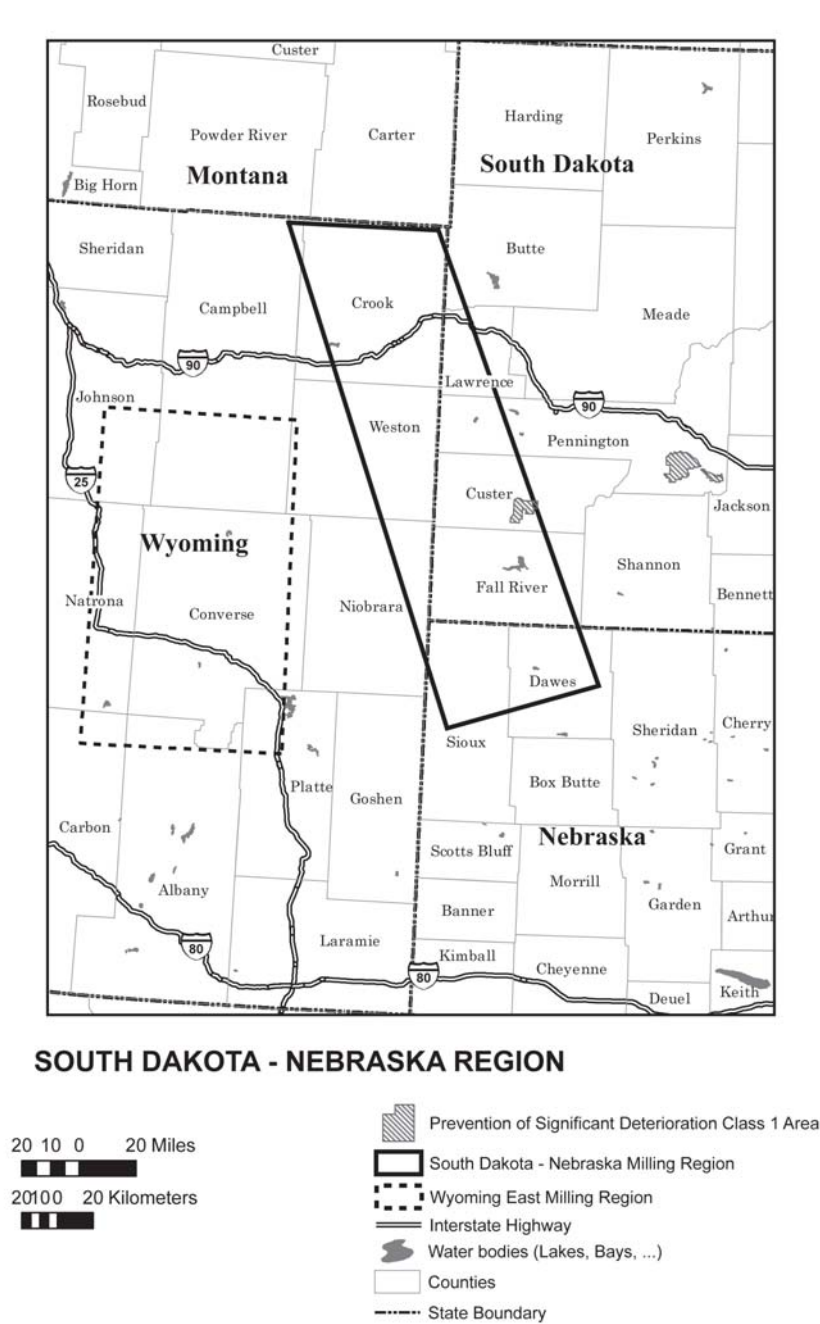 Custer
Rosebud
Powder River
Carter
Harding
Perkins
Montana
South Dakota
Big Horn
Sheridan
Butte
Campbell
Crook
Meade
90
Lawrence
90
Johnson
Weston
Pennington
25
Custer
Jackson
Wyoming
Shannon
Fall River
Bennett
Natrona
Converse
Niobrara
Dawes
Sioux
Sheridan
Cherry
Platte
Goshen
Box Butte
Carbon
Nebraska
Scotts Bluff
Grant
Albany
Morrill
Garden
Banner
Arthur
Laramie
80
Kimball
80
Cheyenne
Deuel
Keith
SOUTH DAKOTA - NEBRASKA REGION
20 10 0 20 Miles
20100 20 Kilometers
Prevention of Significant Deterioration Class 1 Area
South Dakota - Nebraska Milling Region
Wyoming East Milling Region
Interstate Highway
Water bodies (Lakes, Bays, ...)
Counties
State Boundary